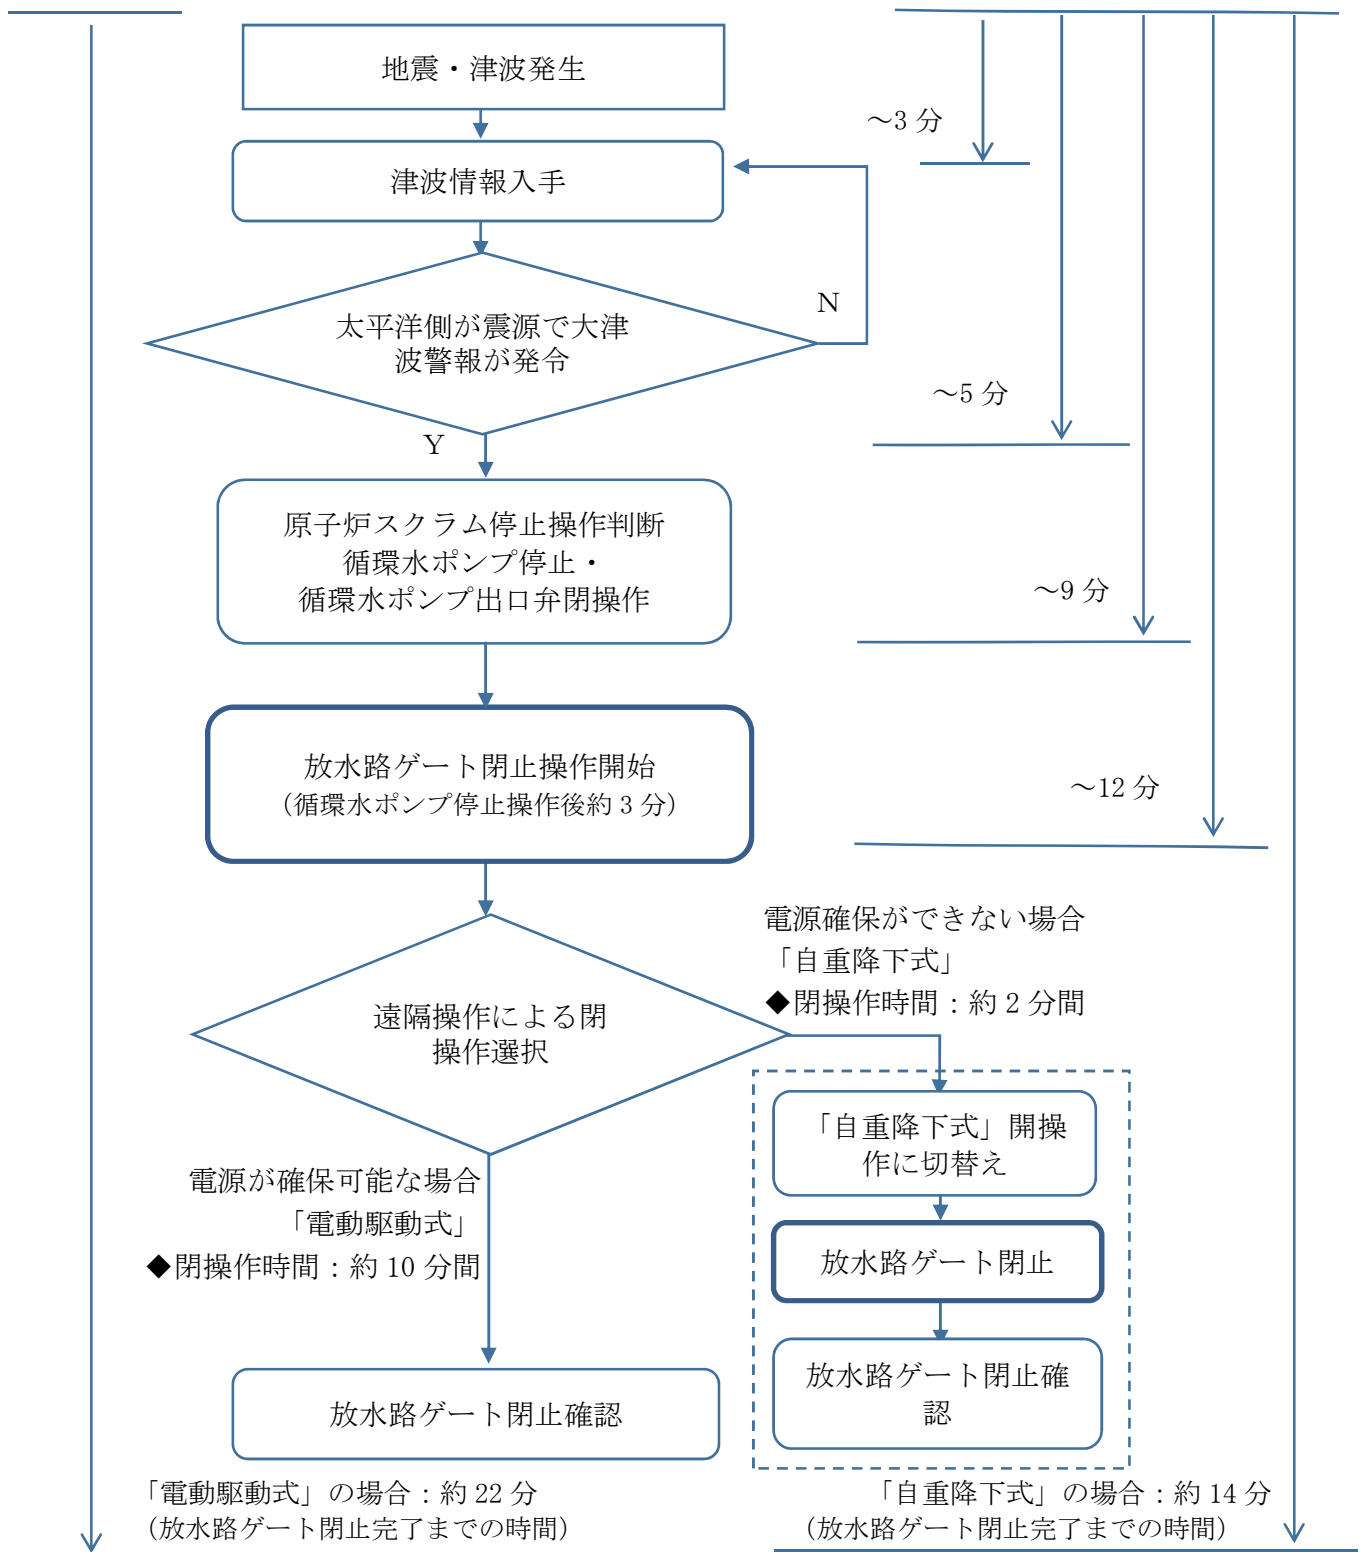 地震・津波発生
～3 分
津波情報入手
N
太平洋側が震源で大津
波警報が発令
～5 分
Y
原子炉スクラム停止操作判断
循環水ポンプ停止・
循環水ポンプ出口弁閉操作
～9 分
放水路ゲート閉止操作開始
（循環水ポンプ停止操作後約 3 分）
～12 分
電源確保ができない場合
「自重降下式」
◆閉操作時間：約 2 分間
遠隔操作による閉
操作選択
「自重降下式」開操
作に切替え
電源が確保可能な場合
「電動駆動式」
◆閉操作時間：約 10 分間
放水路ゲート閉止
放水路ゲート閉止確
認
放水路ゲート閉止確認
「電動駆動式」の場合：約 22 分
（放水路ゲート閉止完了までの時間）
「自重降下式」の場合：約 14 分
（放水路ゲート閉止完了までの時間）